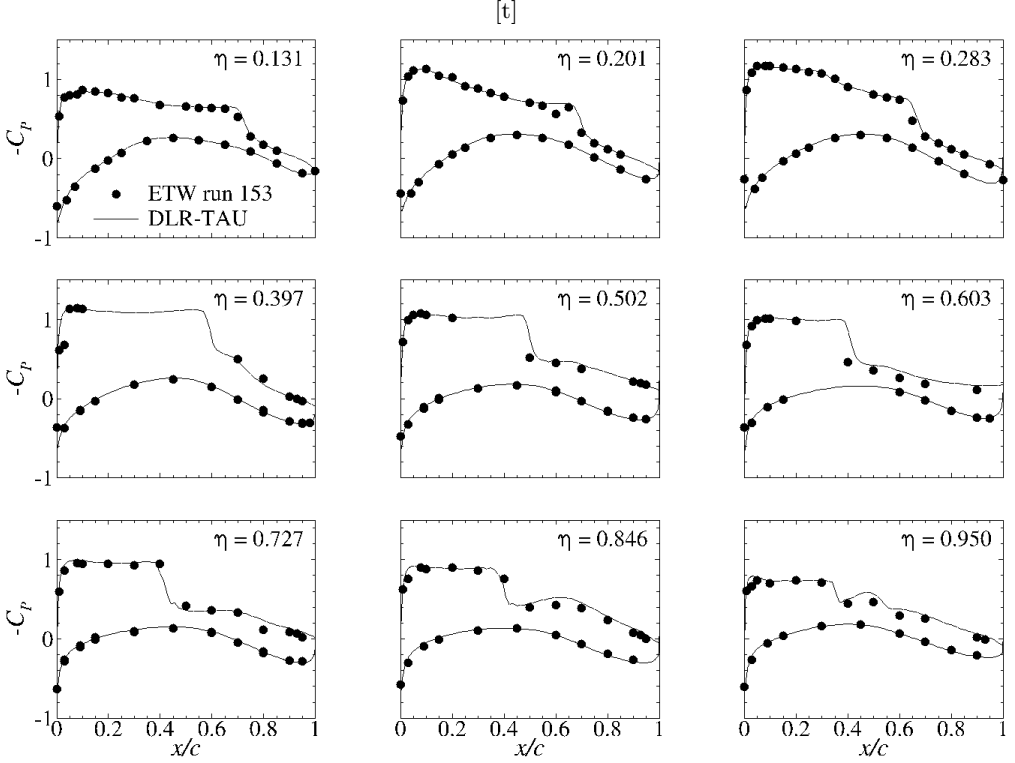 [t]
η = 0.131
η = 0.201
η = 0.283
1
0
-1
-C_P
ETW run 153
DLR-TAU
η = 0.397
η = 0.502
η = 0.603
1
0
-1
-C_P
η = 0.727
η = 0.846
η = 0.950
1
0
-1
-C_P
0 0.2 0.4 0.6 0.8 1
0 0.2 0.4 0.6 0.8 1
0 0.2 0.4 0.6 0.8 1
x/c
x/c
x/c